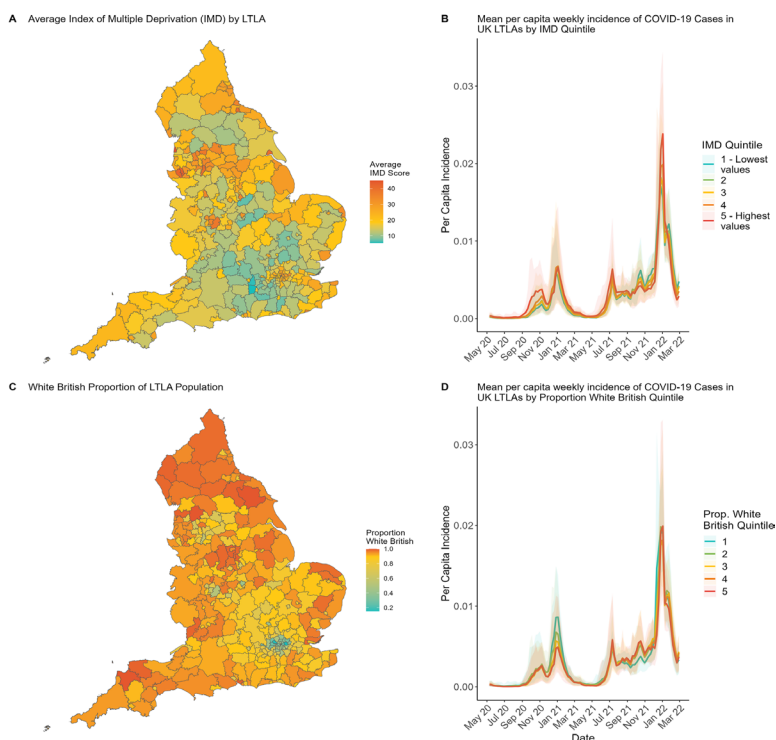 A Average Index of Multiple Deprivation (IMD) by LTLA
Average
IMD Score
40
30
20
10
B Mean per capita weekly incidence of COVID-19 Cases in
UK LTLAs by IMD Quintile
Per Capita Incidence
0.03
0.02
0.01
0.00
May 20
Jul 20
Sep 20
Nov 20
Jan 21
Mar 21
May 21
Jul 21
Sep 21
Nov 21
Jan 22
Mar 22
IMD Quintile
1 - Lowest
values
2
3
4
5 - Highest
values
C White British Proportion of LTLA Population
Proportion
White British
1.0
0.8
0.6
0.4
0.2
D Mean per capita weekly incidence of COVID-19 Cases in
UK LTLAs by Proportion White British Quintile
Per Capita Incidence
0.03
0.02
0.01
0.00
May 20
Jul 20
Sep 20
Nov 20
Jan 21
Mar 21
May 21
Jul 21
Sep 21
Nov 21
Jan 22
Mar 22
Date
Prop. White
British Quintile
1
2
3
4
5